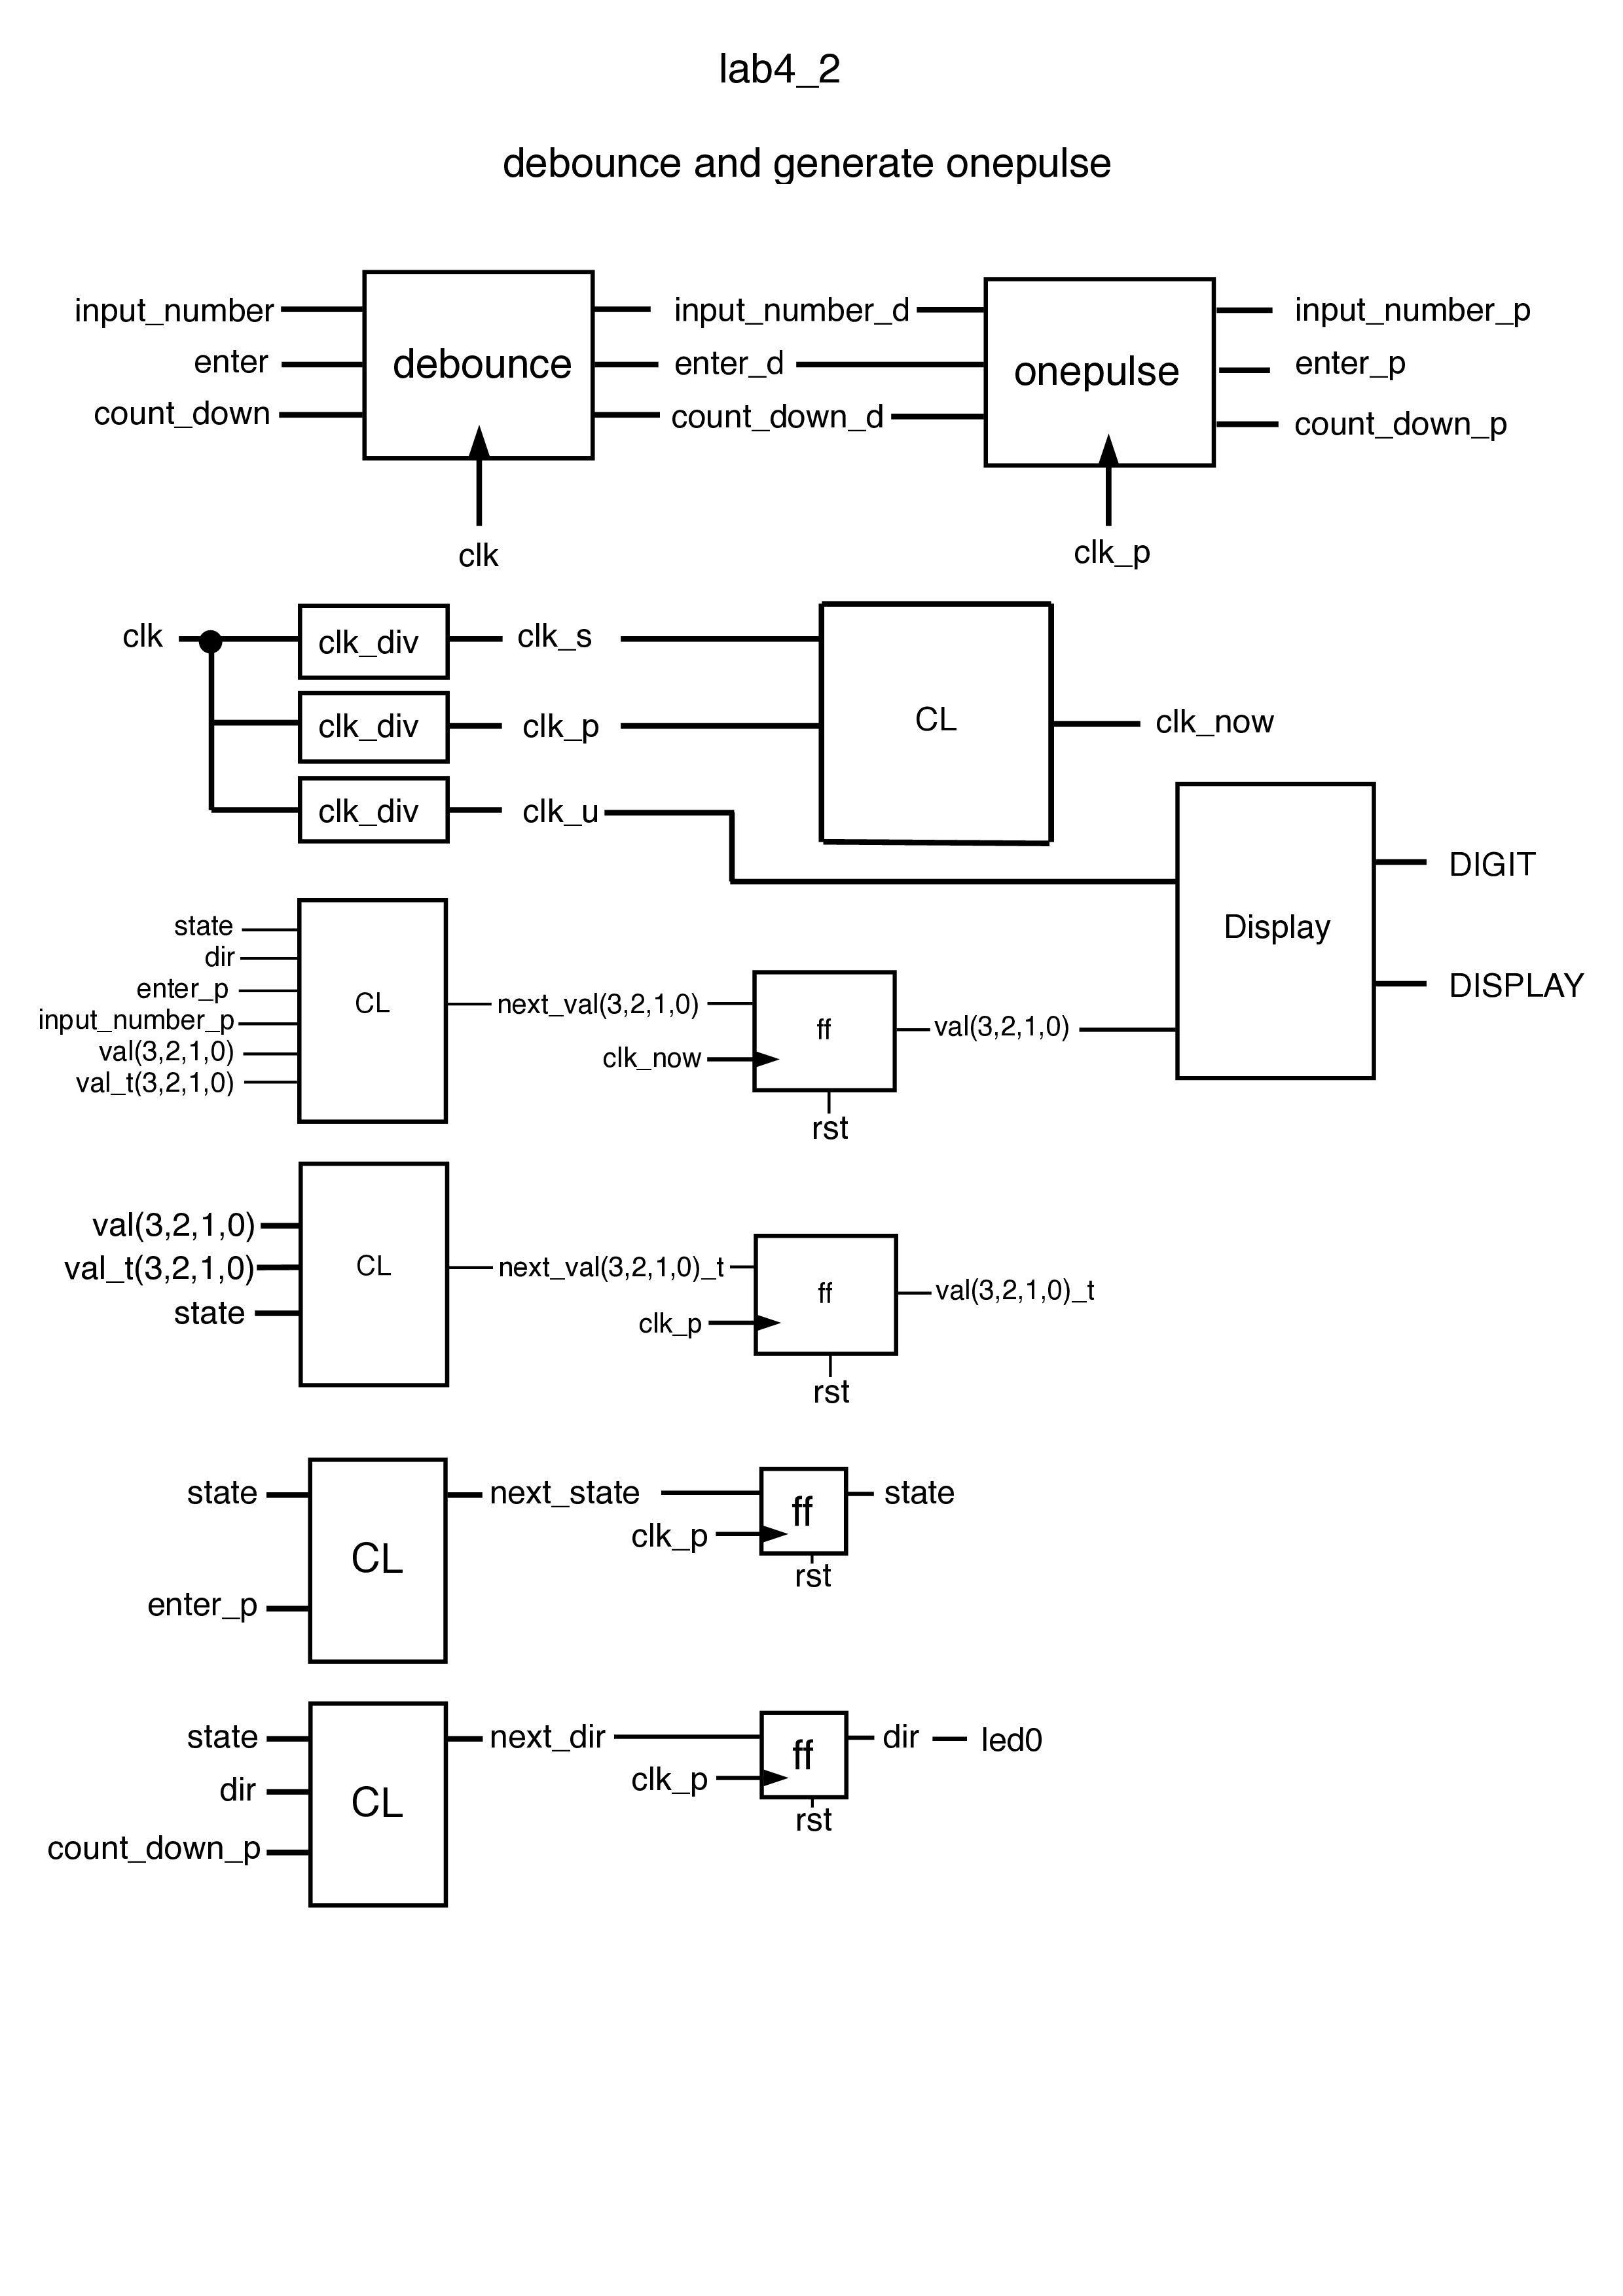 lab4_2
debounce and generate onepulse
input_number
enter
count_down
debounce
clk
input_number_d
enter_d
count_down_d
onepulse
clk_p
input_number_p
enter_p
count_down_p
clk
clk_div
clk_s
clk_div
clk_p
clk_div
clk_u
CL
clk_now
Display
DIGIT
DISPLAY
state
dir
enter_p
input_number_p
val(3,2,1,0)
val_t(3,2,1,0)
CL
next_val(3,2,1,0)
clk_now
ff
rst
val(3,2,1,0)
val(3,2,1,0)
val_t(3,2,1,0)
state
CL
next_val(3,2,1,0)_t
clk_p
ff
rst
val(3,2,1,0)_t
state
enter_p
CL
next_state
clk_p
ff
rst
state
state
dir
count_down_p
CL
next_dir
clk_p
ff
rst
dir
led0